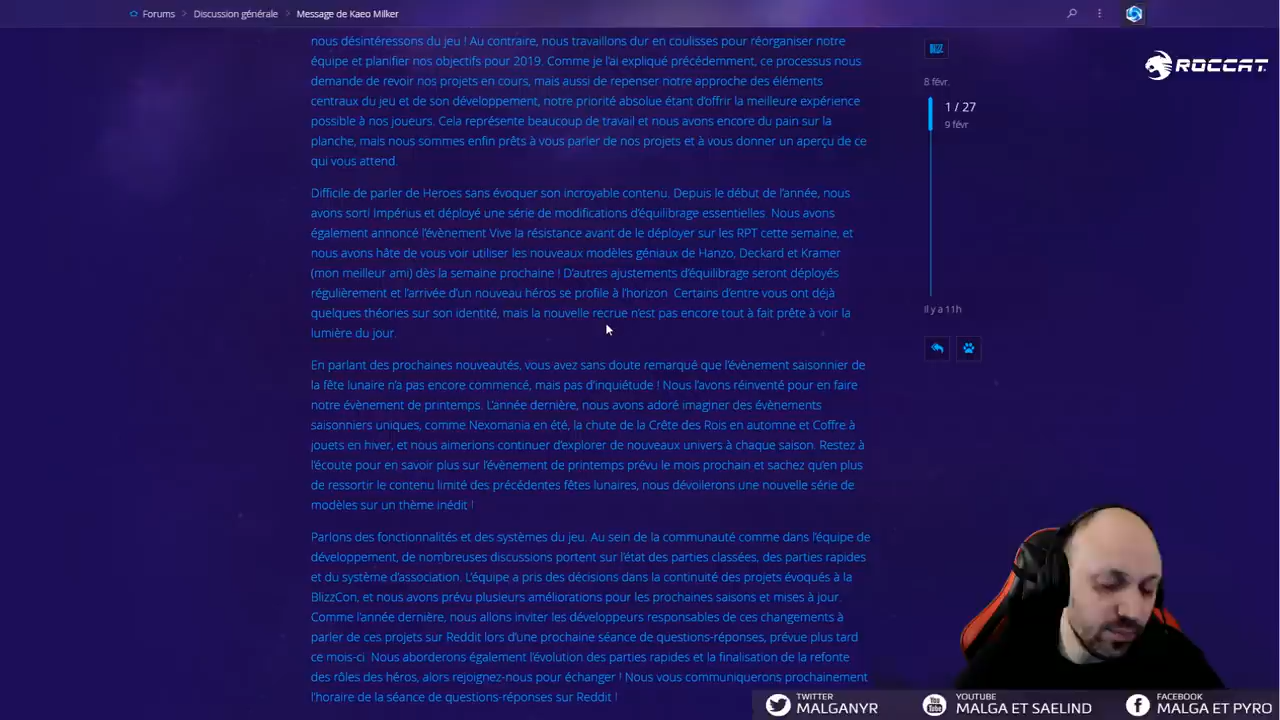 Forums > Discussion générale > Message de Kaeo Milker
nous désintéressons du jeu ! Au contraire, nous travaillons dur en coulisses pour réorganiser notre
équipe et planifier nos objectifs pour 2019. Comme je l'ai expliqué précédemment, ce processus nous
demande de revoir nos projets en cours, mais aussi de repenser notre approche des éléments
centraux du jeu et de son développement, notre priorité absolue étant d'offrir la meilleure expérience
possible à nos joueurs. Cela représente beaucoup de travail et nous avons encore du pain sur la
planche, mais nous sommes enfin prêts à vous parler de nos projets et à vous donner un aperçu de ce
qui vous attend.
Difficile de parler de Heroes sans évoquer son incroyable contenu. Depuis le début de l'année, nous
avons sorti Impérius et déployé une série de modifications d'équilibrage essentielles. Nous avons
également annoncé l'évènement Vive la résistance avant de le déployer sur les RPT cette semaine, et
nous avons hâte de vous voir utiliser les nouveaux modèles géniaux de Hanzo, Deckard et Kramer
(mon meilleur ami) dès la semaine prochaine ! D'autres ajustements d'équilibrage seront déployés
régulièrement et l'arrivée d'un nouveau héros se profile à l'horizon. Certains d'entre vous ont déjà
quelques théories sur son identité, mais la nouvelle recrue n'est pas encore tout à fait prête à voir la
lumière du jour.
En parlant des prochaines nouveautés, vous avez sans doute remarqué que l'évènement saisonnier de
la fête lunaire n'a pas encore commencé, mais pas d'inquiétude ! Nous l'avons réinventé pour en faire
notre évènement de printemps. L'année dernière, nous avons adoré imaginer des évènements
saisonniers uniques, comme Nexomania en été, la chute de la Crête des Rois en automne et Coffre à
jouets en hiver, et nous aimerions continuer d'explorer de nouveaux univers à chaque saison. Restez à
l'écoute pour en savoir plus sur l'évènement de printemps prévu le mois prochain et sachez qu'en plus
de ressortir le contenu limité des précédentes fêtes lunaires, nous dévoilerons une nouvelle série de
modèles sur un thème inédit !
Parlons des fonctionnalités et des systèmes du jeu. Au sein de la communauté comme dans l'équipe de
développement, de nombreuses discussions portent sur l'état des parties classées, des parties rapides
et du système d'association. L'équipe a pris des décisions dans la continuité des projets évoqués à la
BlizzCon, et nous avons prévu plusieurs améliorations pour les prochaines saisons et mises à jour.
Comme l'année dernière, nous allons inviter les développeurs responsables de ces changements à
parler de ces projets sur Reddit lors d'une prochaine séance de questions-réponses, prévue plus tard
ce mois-ci. Nous aborderons également l'évolution des parties rapides et la finalisation de la refonte
des rôles des héros, alors rejoignez-nous pour échanger ! Nous vous communiquerons prochainement
l'horaire de la séance de questions-réponses sur Reddit !
BLIZZ
8 févr.
1 / 27
9 févr
Il y a 11h
ROCCAT
TWITTER
MALGANYR
YOUTUBE
MALGA ET SAELIND
FACEBOOK
MALGA ET PYRO